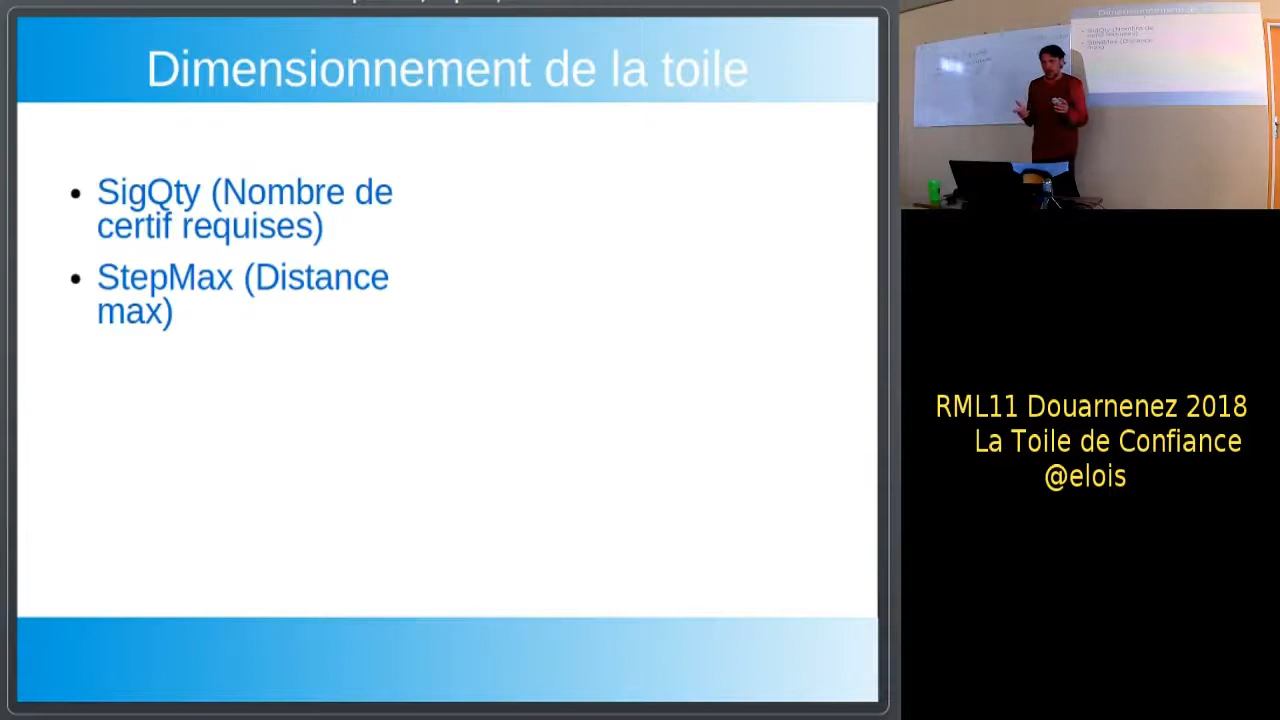 Dimensionnement de la toile
SigQty (Nombre de
certif requises)
StepMax (Distance
max)
RML11 Douarnenez 2018
La Toile de Confiance
@elois